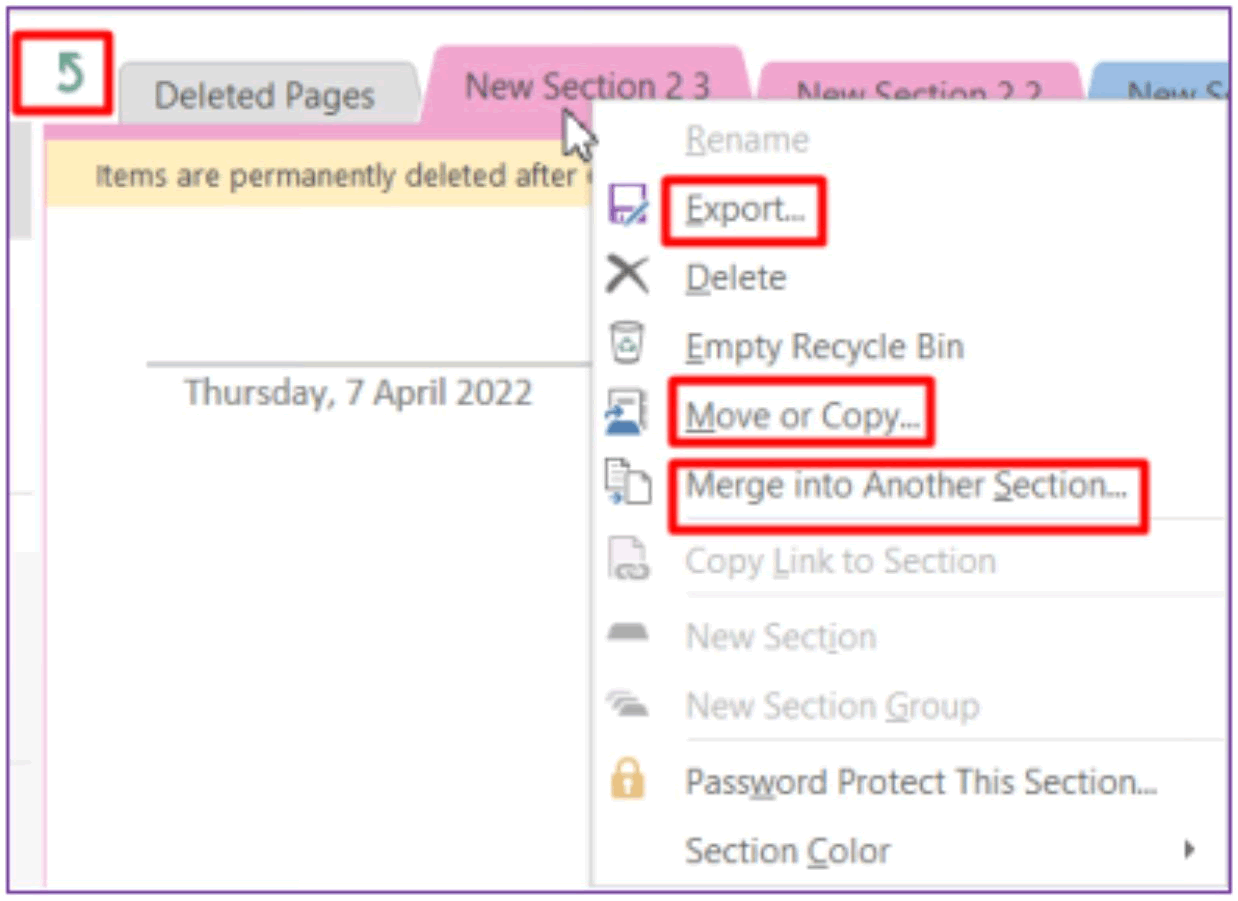 Deleted Pages
New Section 2 3
New Section 2 2
New S
Items are permanently deleted after
Thursday, 7 April 2022
Rename
Export...
Delete
Empty Recycle Bin
Move or Copy...
Merge into Another Section...
Copy Link to Section
New Section
New Section Group
Password Protect This Section...
Section Color